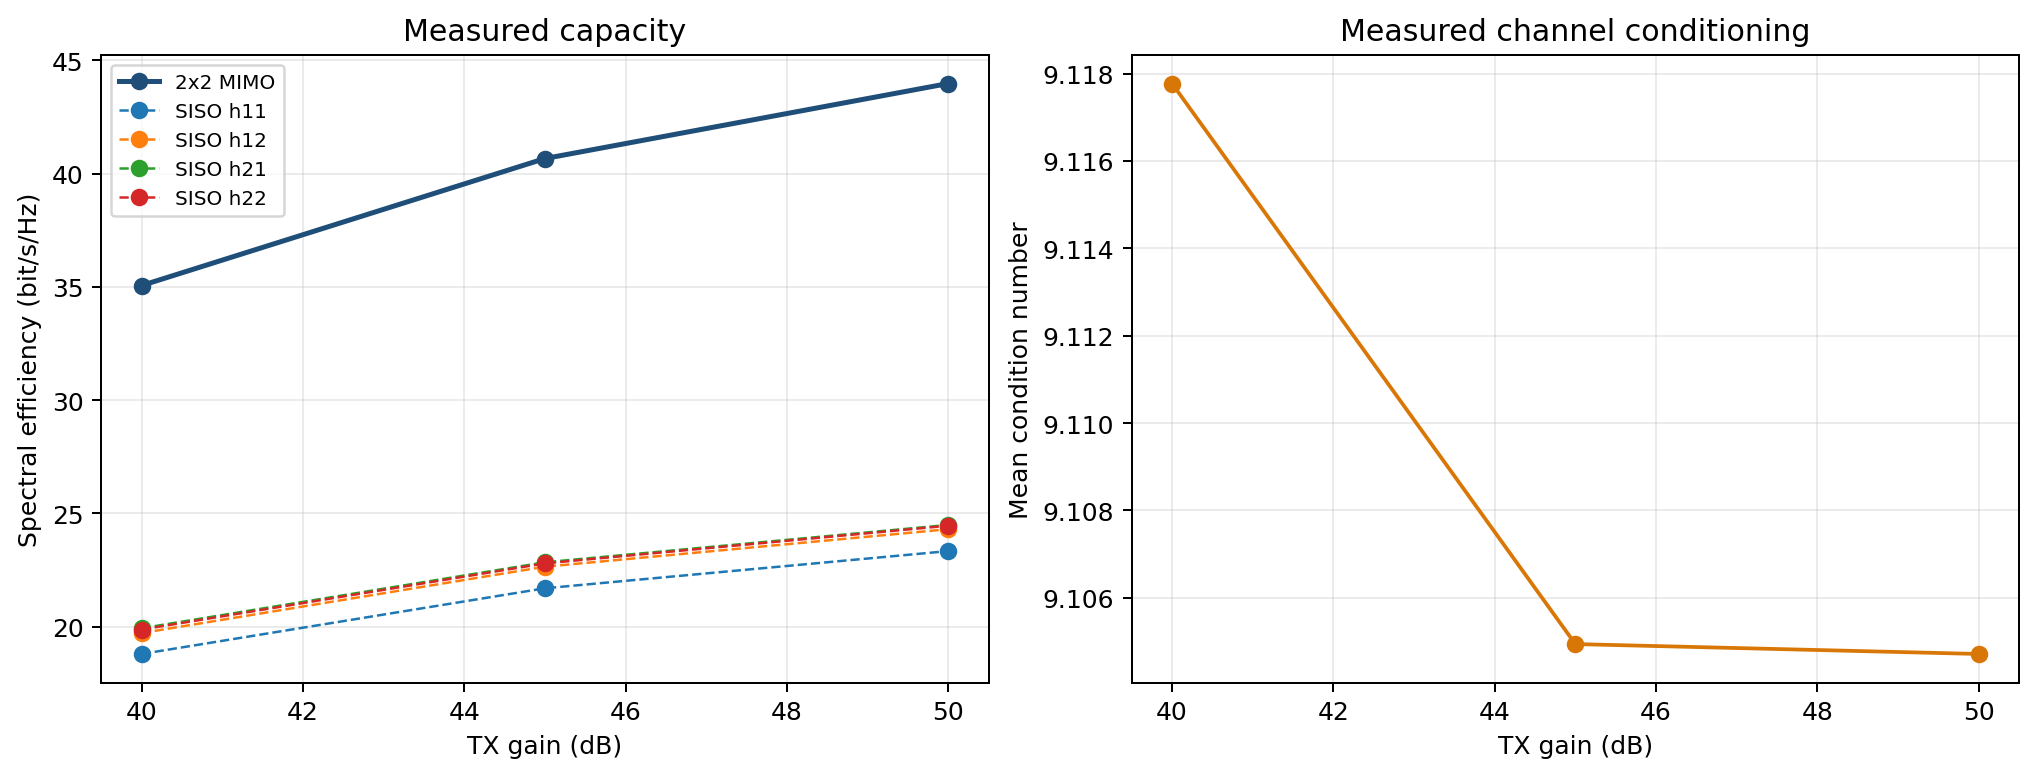 Measured capacity
45
40
35
30
25
20
Spectral efficiency (bit/s/Hz)
2x2 MIMO
SISO h11
SISO h12
SISO h21
SISO h22
40 42 44 46 48 50
TX gain (dB)
Measured channel conditioning
9.118
9.116
9.114
9.112
9.110
9.108
9.106
Mean condition number
40 42 44 46 48 50
TX gain (dB)